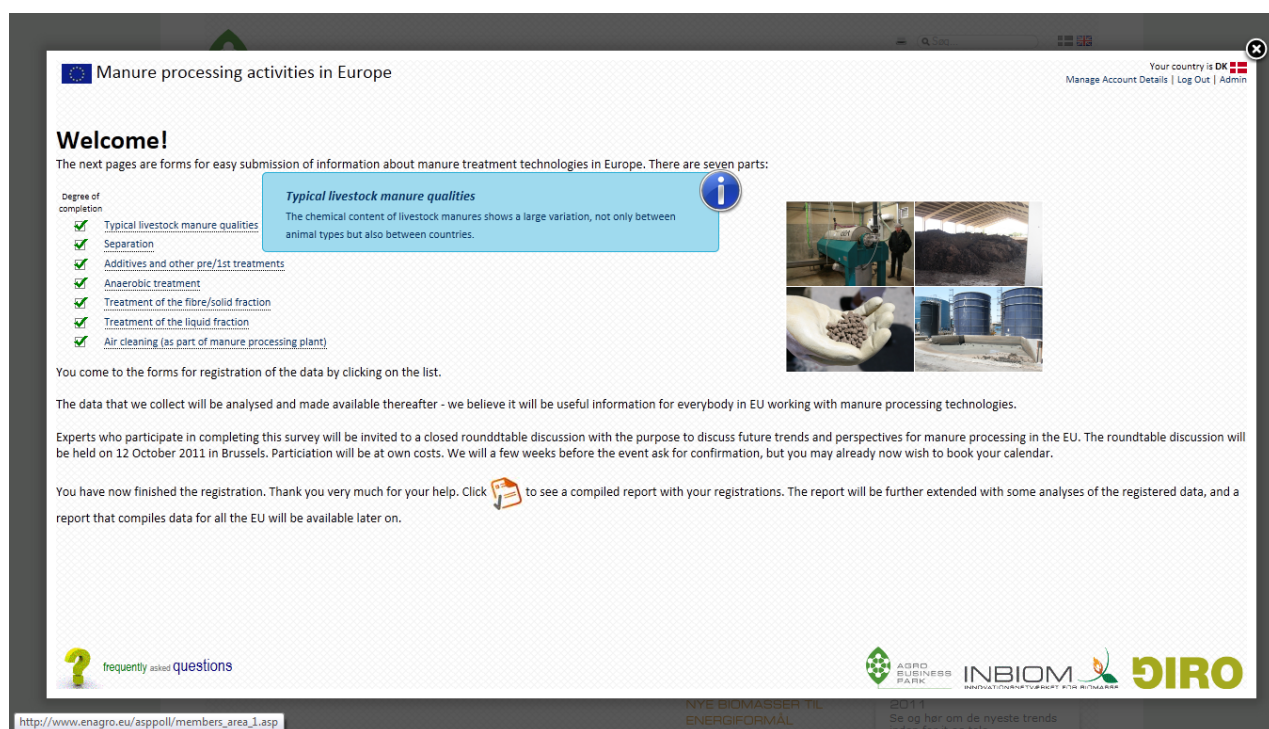 Søg...
Manure processing activities in Europe
Your country is DK
Manage Account Details | Log Out | Admin
Welcome!
The next pages are forms for easy submission of information about manure treatment technologies in Europe. There are seven parts:
Degree of
completion
Typical livestock manure qualities
Separation
Additives and other pre/1st treatments
Anaerobic treatment
Treatment of the fibre/solid fraction
Treatment of the liquid fraction
Air cleaning (as part of manure processing plant)
Typical livestock manure qualities
The chemical content of livestock manures shows a large variation, not only between
animal types but also between countries.
You come to the forms for registration of the data by clicking on the list.
The data that we collect will be analysed and made available thereafter - we believe it will be useful information for everybody in EU working with manure processing technologies.
Experts who participate in completing this survey will be invited to a closed rounddtable discussion with the purpose to discuss future trends and perspectives for manure processing in the EU. The roundtable discussion will
be held on 12 October 2011 in Brussels. Particiation will be at own costs. We will a few weeks before the event ask for confirmation, but you may already now wish to book your calendar.
You have now finished the registration. Thank you very much for your help. Click to see a compiled report with your registrations. The report will be further extended with some analyses of the registered data, and a
report that compiles data for all the EU will be available later on.
frequently asked questions
AGRO
BUSINESS
PARK
INBIOM
INNOVATIONSNETVÆRKET FOR BIOMASSE
GIRO
http://www.enagro.eu/asppoll/members_area_1.asp
NYE BIOMASSER TIL
ENERGIFORMÅL
2011
Se og hør om de nyeste trends